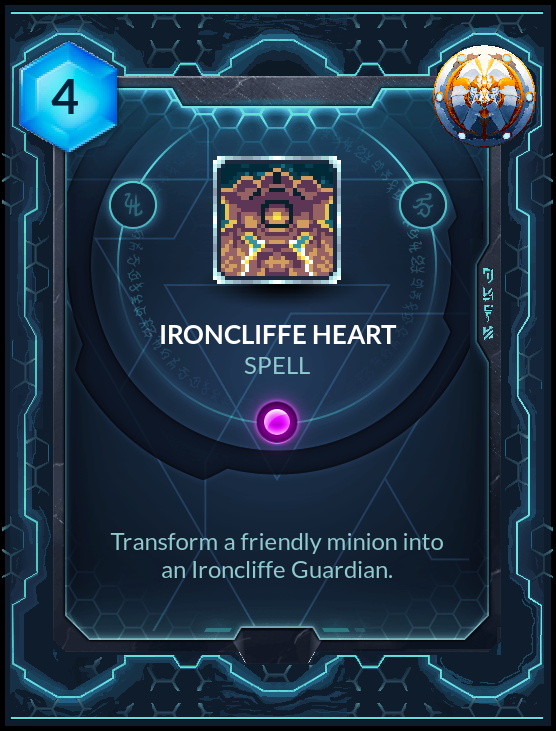 4
IRONCLIFFE HEART
SPELL
Transform a friendly minion into
an Ironcliffe Guardian.